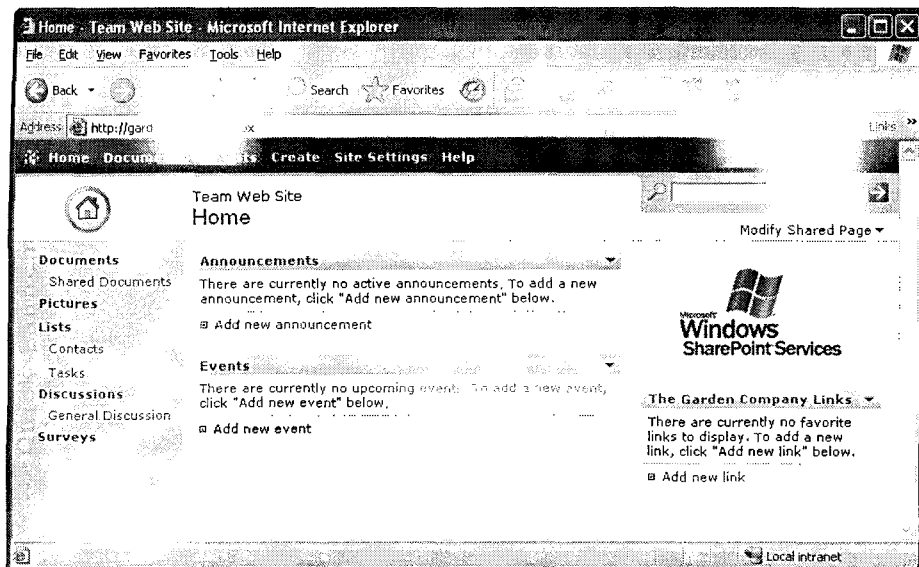 Home - Team Web Site - Microsoft Internet Explorer
File Edit View Favorites Tools Help
Back Search Favorites
Address http://gard
Links »
Home Create Site Settings Help
Team Web Site
Home
Modify Shared Page
Documents
Shared Documents
Pictures
Lists
Contacts
Tasks
Discussions
General Discussion
Surveys
Announcements
There are currently no active announcements. To add a new
announcement, click "Add new announcement" below.
Add new announcement
Events
There are currently no upcoming events. To add a new event,
click "Add new event" below.
Add new event
Microsoft
Windows
SharePoint Services
The Garden Company Links
There are currently no favorite
links to display. To add a new
link, click "Add new link" below.
Add new link
Local intranet